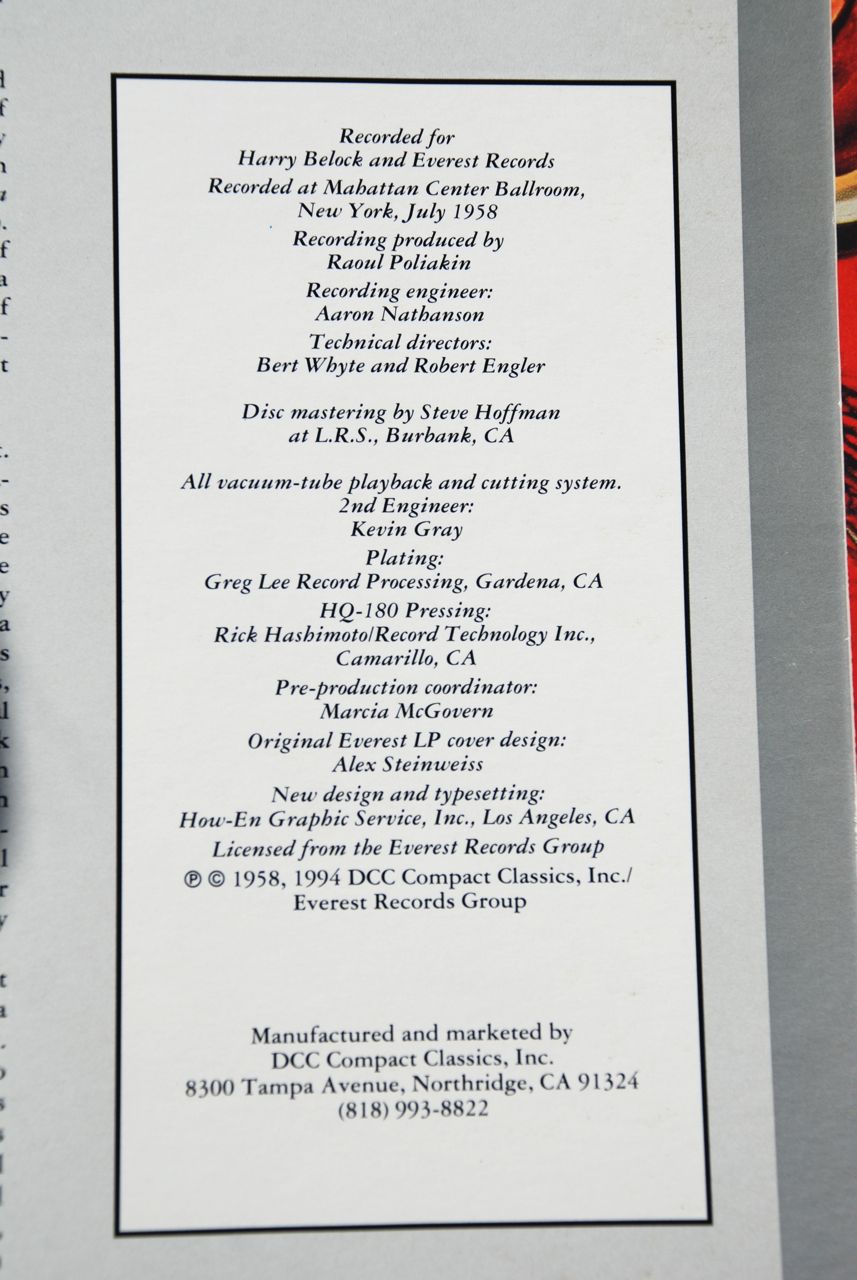 Recorded for
Harry Belock and Everest Records
Recorded at Mahattan Center Ballroom,
New York, July 1958
Recording produced by
Raoul Poliakin
Recording engineer:
Aaron Nathanson
Technical directors:
Bert Whyte and Robert Engler
Disc mastering by Steve Hoffman
at L.R.S., Burbank, CA
All vacuum-tube playback and cutting system.
2nd Engineer:
Kevin Gray
Plating:
Greg Lee Record Processing, Gardena, CA
HQ-180 Pressing:
Rick Hashimoto/Record Technology Inc.,
Camarillo, CA
Pre-production coordinator:
Marcia McGovern
Original Everest LP cover design:
Alex Steinweiss
New design and typesetting:
How-En Graphic Service, Inc., Los Angeles, CA
Licensed from the Everest Records Group
℗ © 1958, 1994 DCC Compact Classics, Inc./
Everest Records Group
Manufactured and marketed by
DCC Compact Classics, Inc.
8300 Tampa Avenue, Northridge, CA 91324
(818) 993-8822